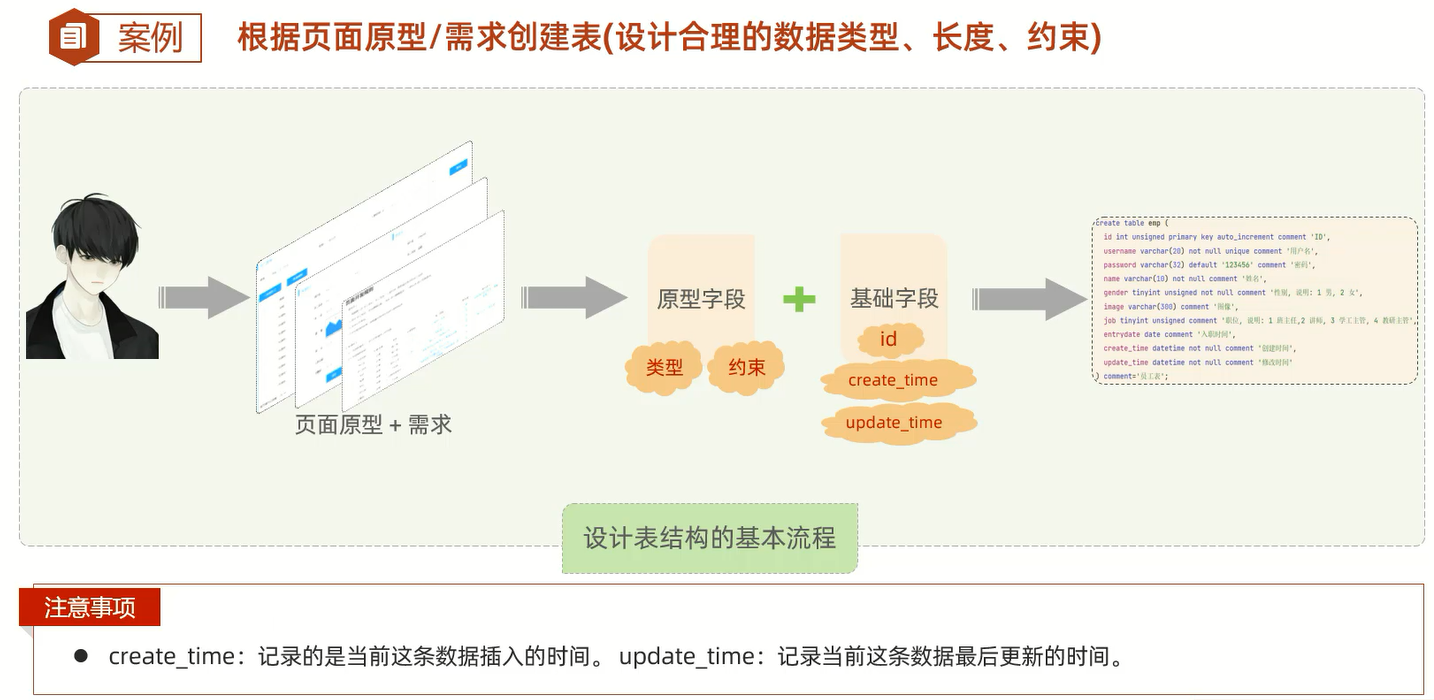 案例
根据页面原型/需求创建表(设计合理的数据类型、长度、约束)
页面原型 + 需求
原型字段
类型
约束
基础字段
id
create_time
update_time
create table emp (
id int unsigned primary key auto_increment comment 'ID',
username varchar(20) not null unique comment '用户名',
password varchar(32) default '123456' comment '密码',
name varchar(10) not null comment '姓名',
gender tinyint unsigned not null comment '性别, 说明: 1 男, 2 女',
image varchar(300) comment '图像',
job tinyint unsigned comment '职位, 说明: 1 班主任,2 讲师, 3 学工主管, 4 教研主管',
entrydate date comment '入职时间',
create_time datetime not null comment '创建时间',
update_time datetime not null comment '修改时间'
) comment='员工表';
设计表结构的基本流程
注意事项
● create_time：记录的是当前这条数据插入的时间。 update_time：记录当前这条数据最后更新的时间。